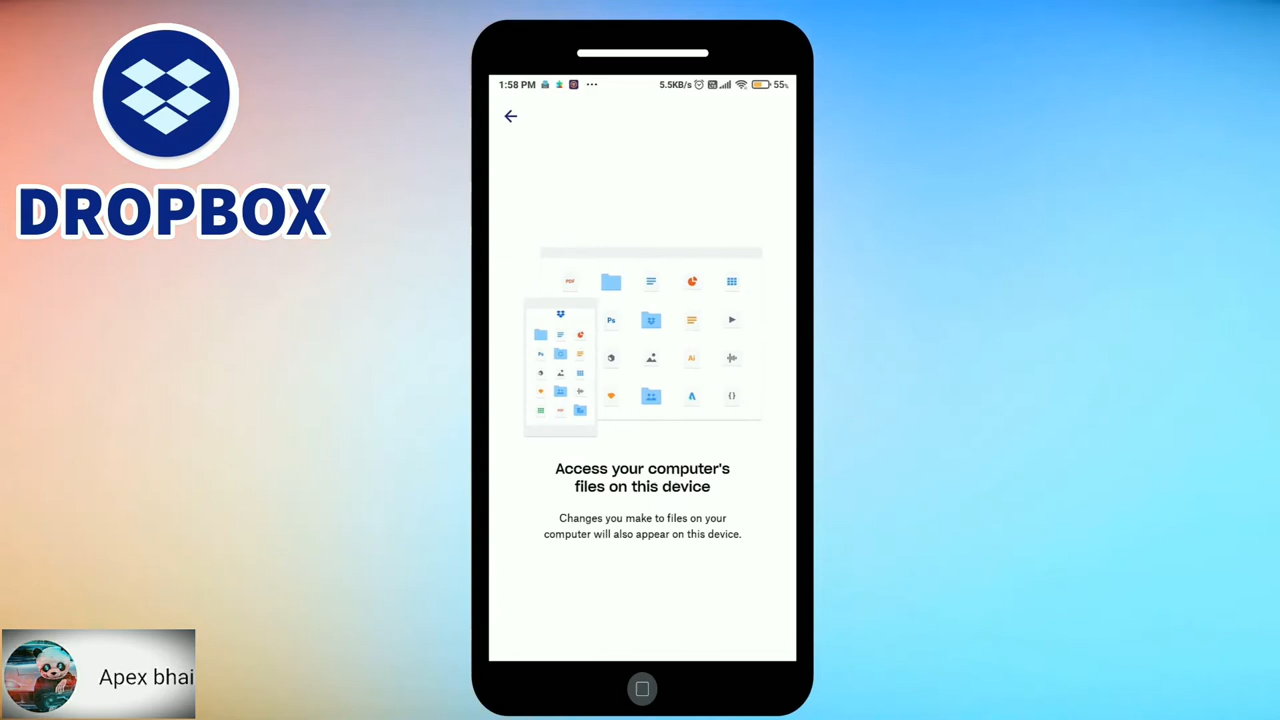 DROPBOX
1:58 PM
5.5KB/s
55%
PDF
Ps
Ai
{}
Ps
Access your computer's
files on this device
Changes you make to files on your
computer will also appear on this device.
Apex bhai